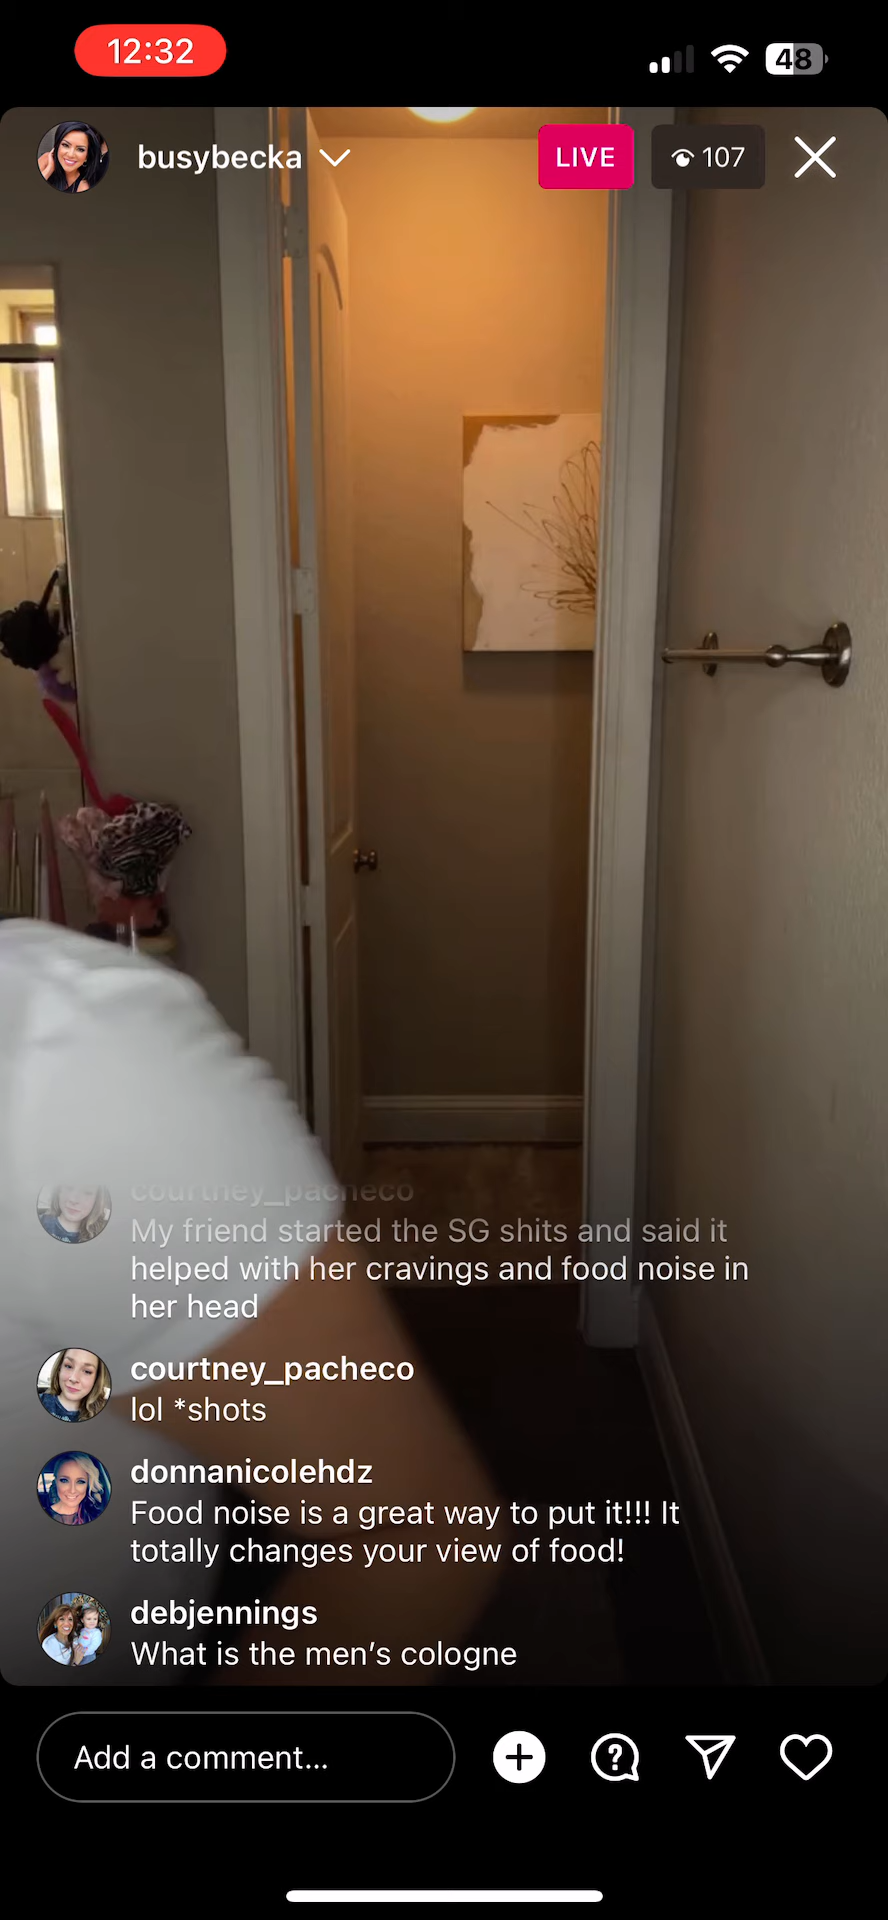 12:32
48
busybecka
LIVE
107
courtney_pacheco
My friend started the SG shits and said it
helped with her cravings and food noise in
her head
courtney_pacheco
lol *shots
donnanicolehdz
Food noise is a great way to put it!!! It
totally changes your view of food!
debjennings
What is the men’s cologne
Add a comment...